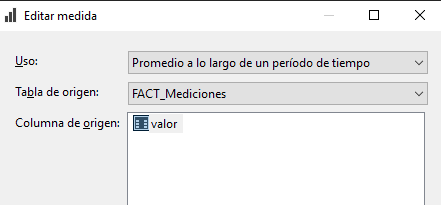 Editar medida
Uso:
Promedio a lo largo de un período de tiempo
Tabla de origen:
FACT_Mediciones
Columna de origen:
valor